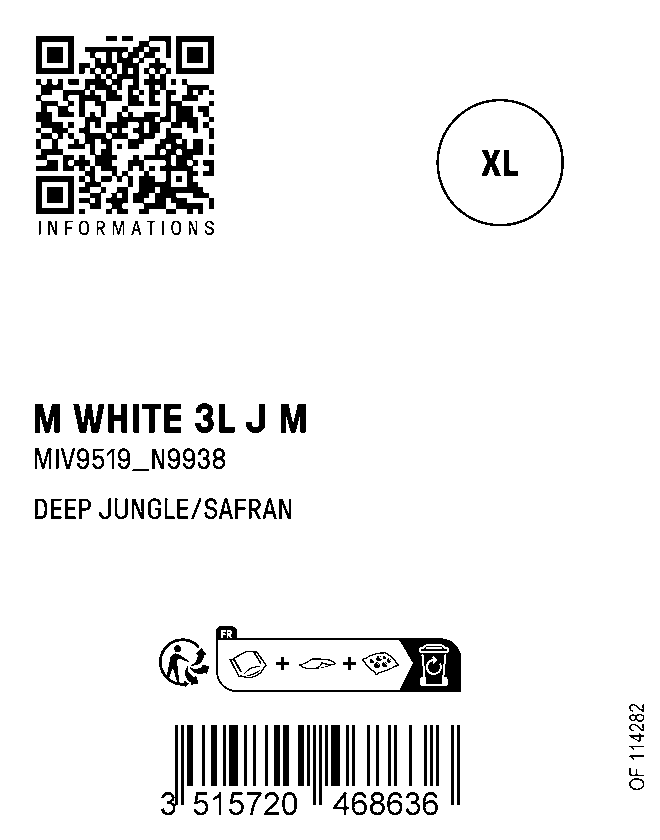 INFORMATIONS
XL
M WHITE 3L J M
MIV9519_N9938
DEEP JUNGLE/SAFRAN
FR
+ +
3 515720 468636
OF 114282